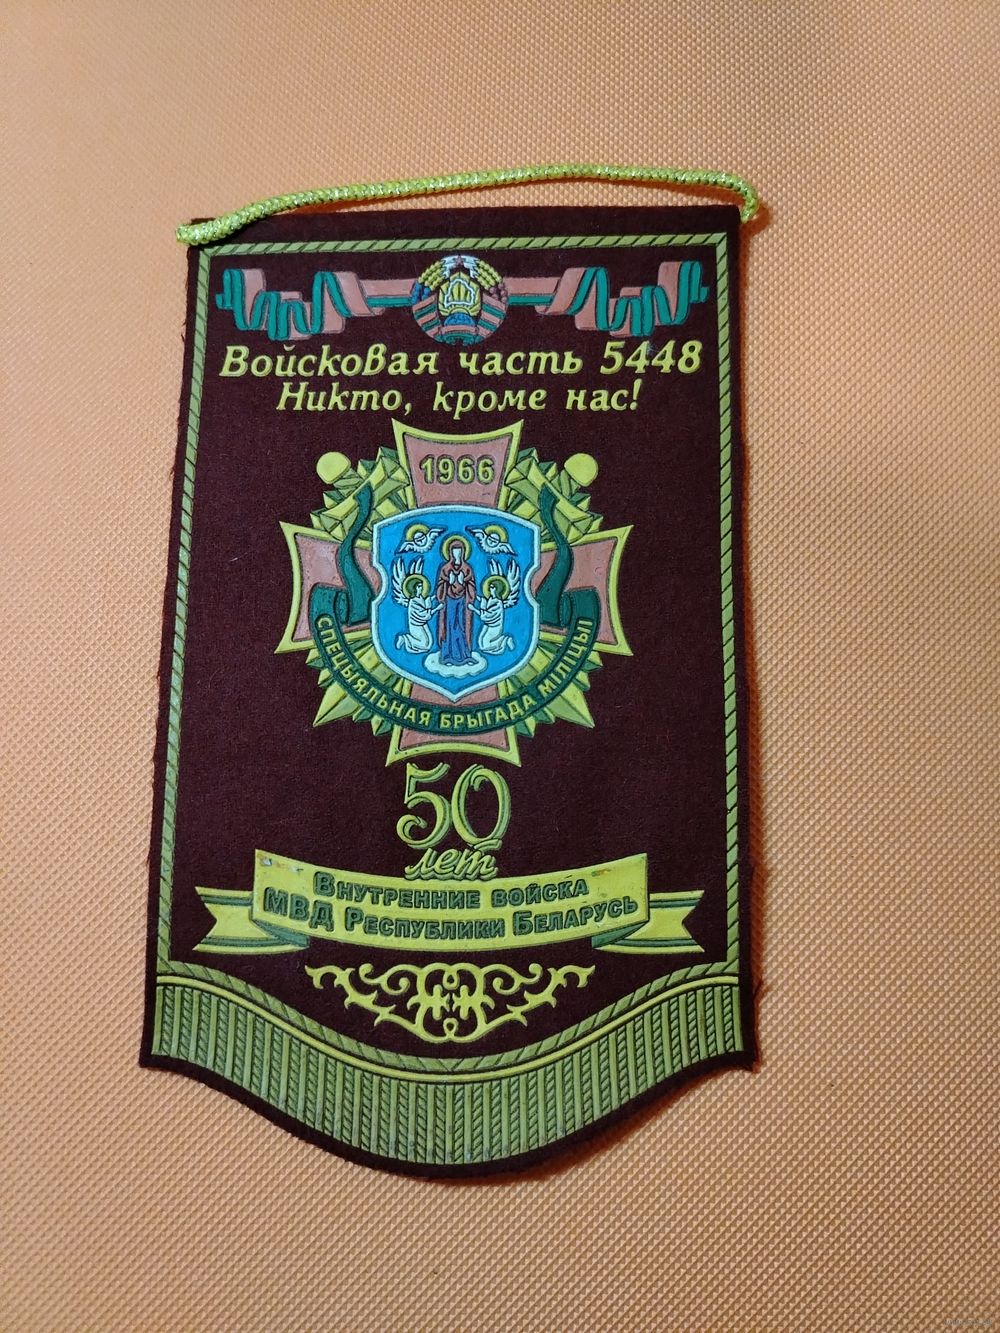 Войсковая часть 5448
Никто, кроме нас!
1966
СПЕЦЫЯЛЬНАЯ БРЫГАДА МІЛІЦЫІ
50
лет
Внутренние войска
МВД Республики Беларусь